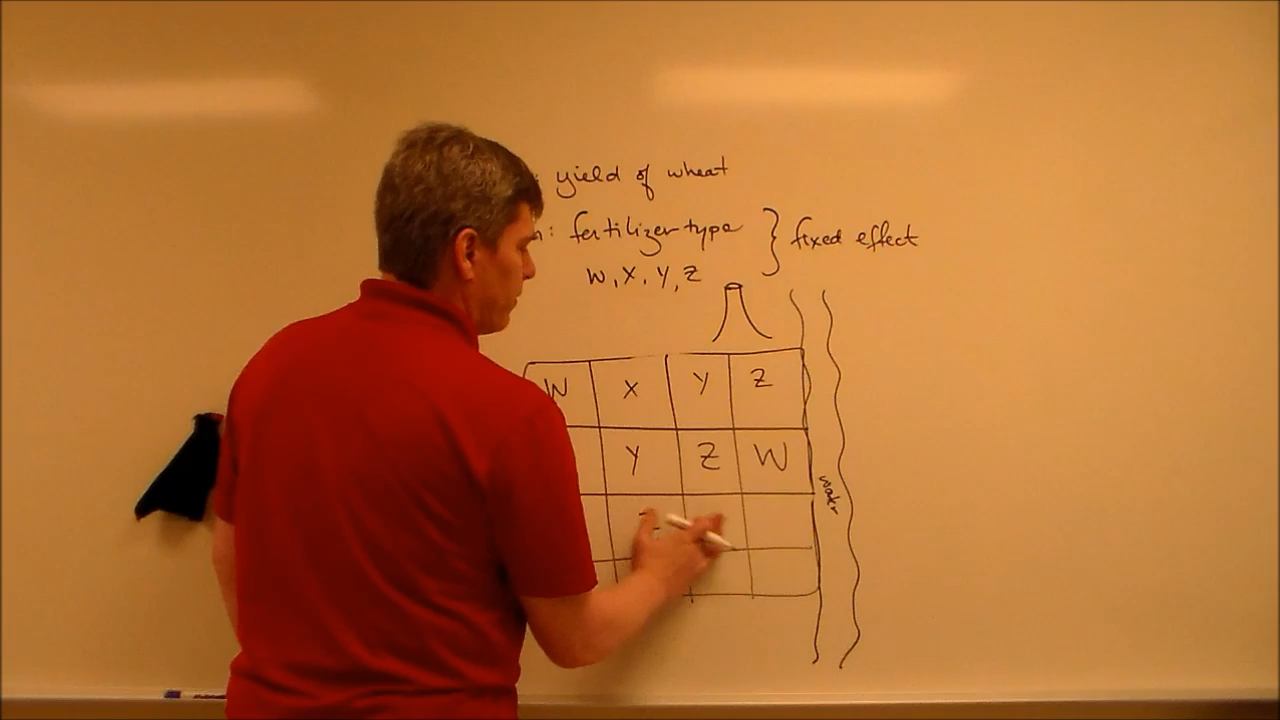 : yield of wheat
n: fertilizer type } fixed effect
W, X, Y, Z
W X Y Z
Y Z W
water